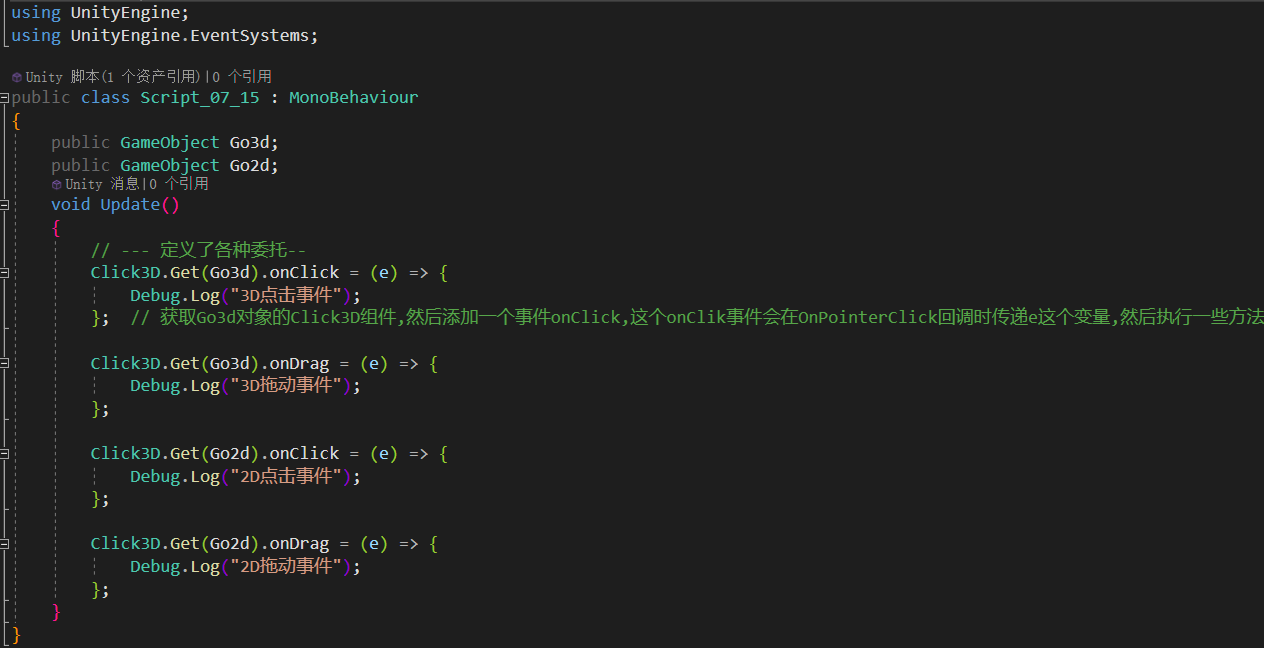 using UnityEngine;
using UnityEngine.EventSystems;
Unity 脚本(1 个资产引用)|0 个引用
public class Script_07_15 : MonoBehaviour
{
public GameObject Go3d;
public GameObject Go2d;
Unity 消息|0 个引用
void Update()
{
// --- 定义了各种委托--
Click3D.Get(Go3d).onClick = (e) => {
Debug.Log("3D点击事件");
}; // 获取Go3d对象的Click3D组件,然后添加一个事件onClick,这个onClik事件会在OnPointerClick回调时传递e这个变量,然后执行一些方法
Click3D.Get(Go3d).onDrag = (e) => {
Debug.Log("3D拖动事件");
};
Click3D.Get(Go2d).onClick = (e) => {
Debug.Log("2D点击事件");
};
Click3D.Get(Go2d).onDrag = (e) => {
Debug.Log("2D拖动事件");
};
}
}